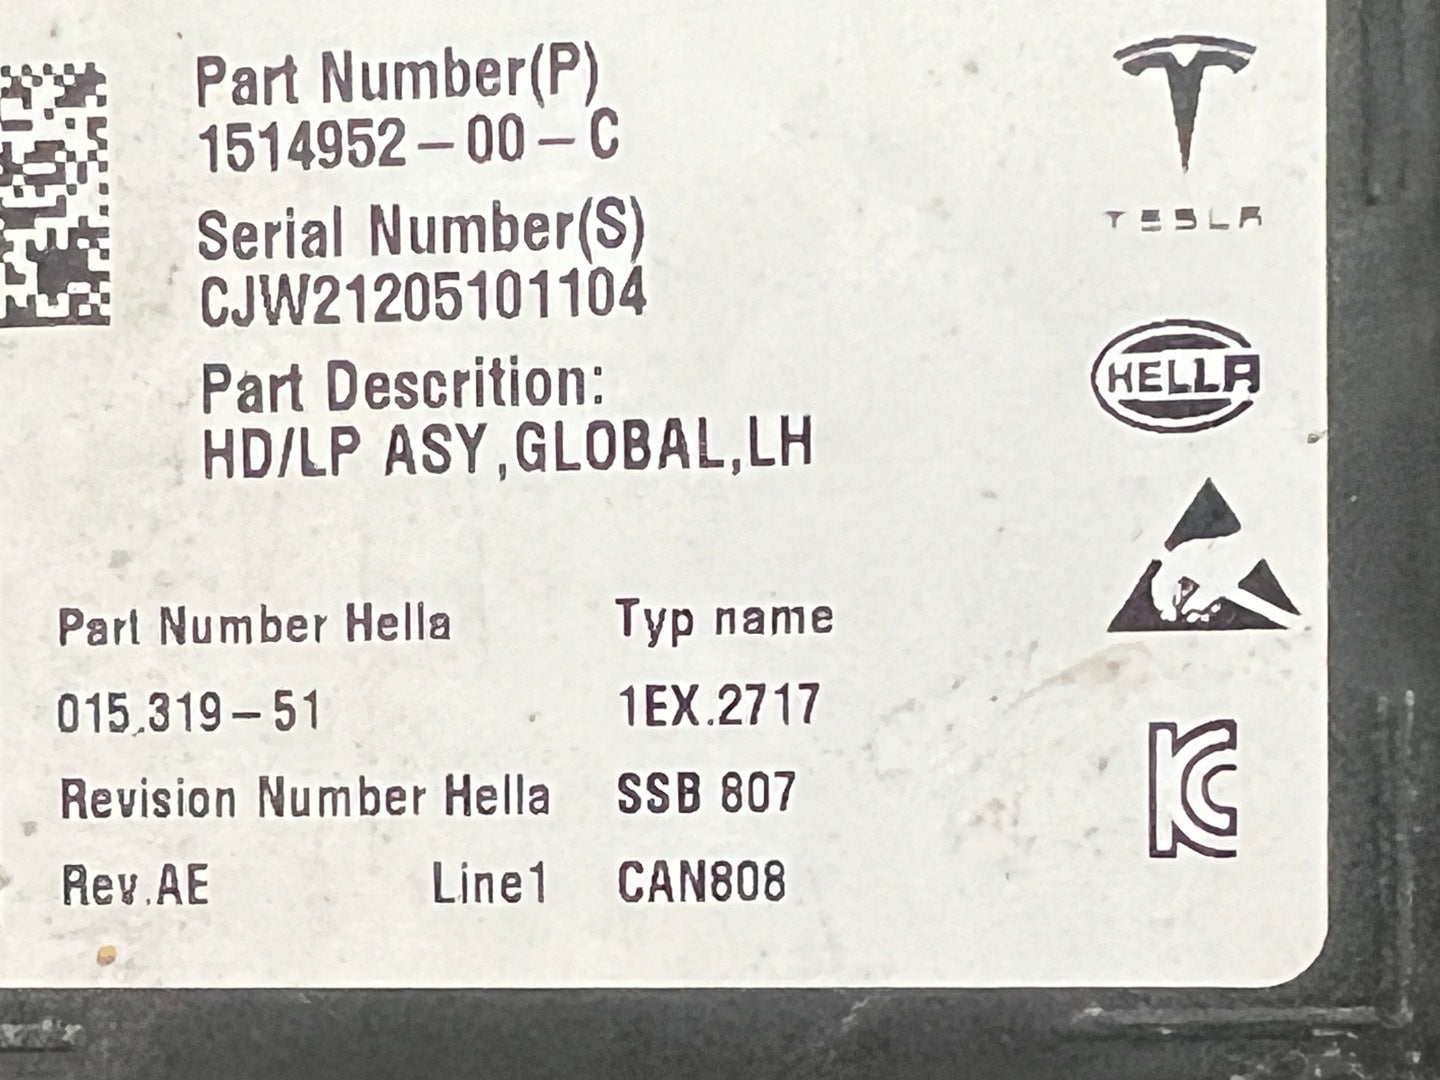 Part Number(P)
1514952-00-C
Serial Number(S)
CJW21205101104
Part Descrition:
HD/LP ASY,GLOBAL,LH
TESLA
HELLA
Part Number Hella
Typ name
015.319-51
1EX.2717
Revision Number Hella
SSB 807
Rev.AE
Line1
CAN808